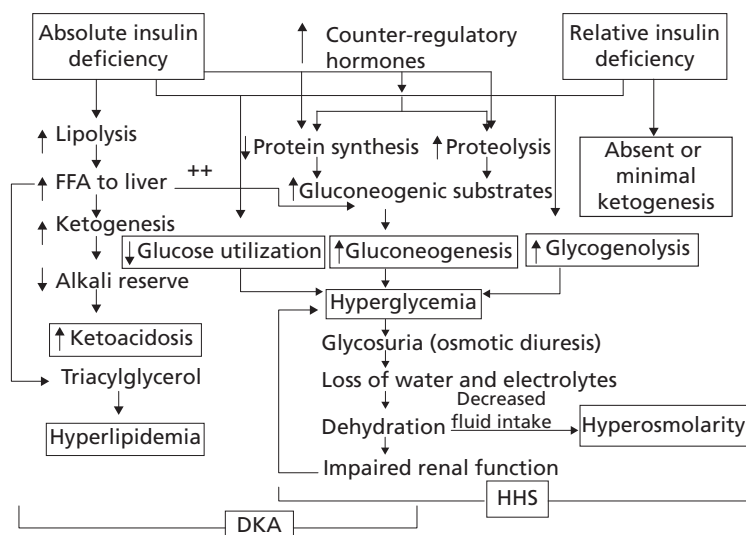 Absolute insulin
deficiency
↑ Counter-regulatory
hormones
Relative insulin
deficiency
↑ Lipolysis
↓ Protein synthesis
↑ Proteolysis
Absent or
minimal
ketogenesis
↑ FFA to liver
++
↑ Gluconeogenic substrates
↑ Ketogenesis
↓ Glucose utilization
↑ Gluconeogenesis
↑ Glycogenolysis
↓ Alkali reserve
Hyperglycemia
↑ Ketoacidosis
Glycosuria (osmotic diuresis)
Triacylglycerol
Loss of water and electrolytes
Decreased
fluid intake
Hyperlipidemia
Dehydration
Hyperosmolarity
Impaired renal function
HHS
DKA